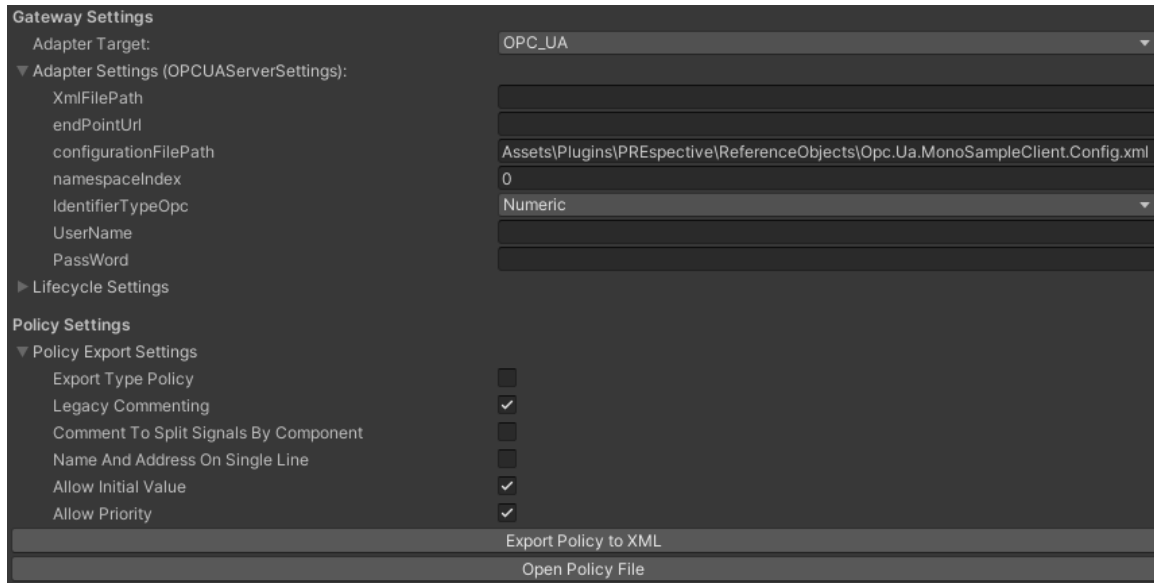 Gateway Settings
Adapter Target: OPC_UA
Adapter Settings (OPCUAServerSettings):
XmlFilePath
endPointUrl
configurationFilePath Assets\Plugins\PREspective\ReferenceObjects\Opc.Ua.MonoSampleClient.Config.xml
namespaceIndex 0
IdentifierTypeOpc Numeric
UserName
PassWord
Lifecycle Settings
Policy Settings
Policy Export Settings
Export Type Policy
Legacy Commenting
Comment To Split Signals By Component
Name And Address On Single Line
Allow Initial Value
Allow Priority
Export Policy to XML
Open Policy File